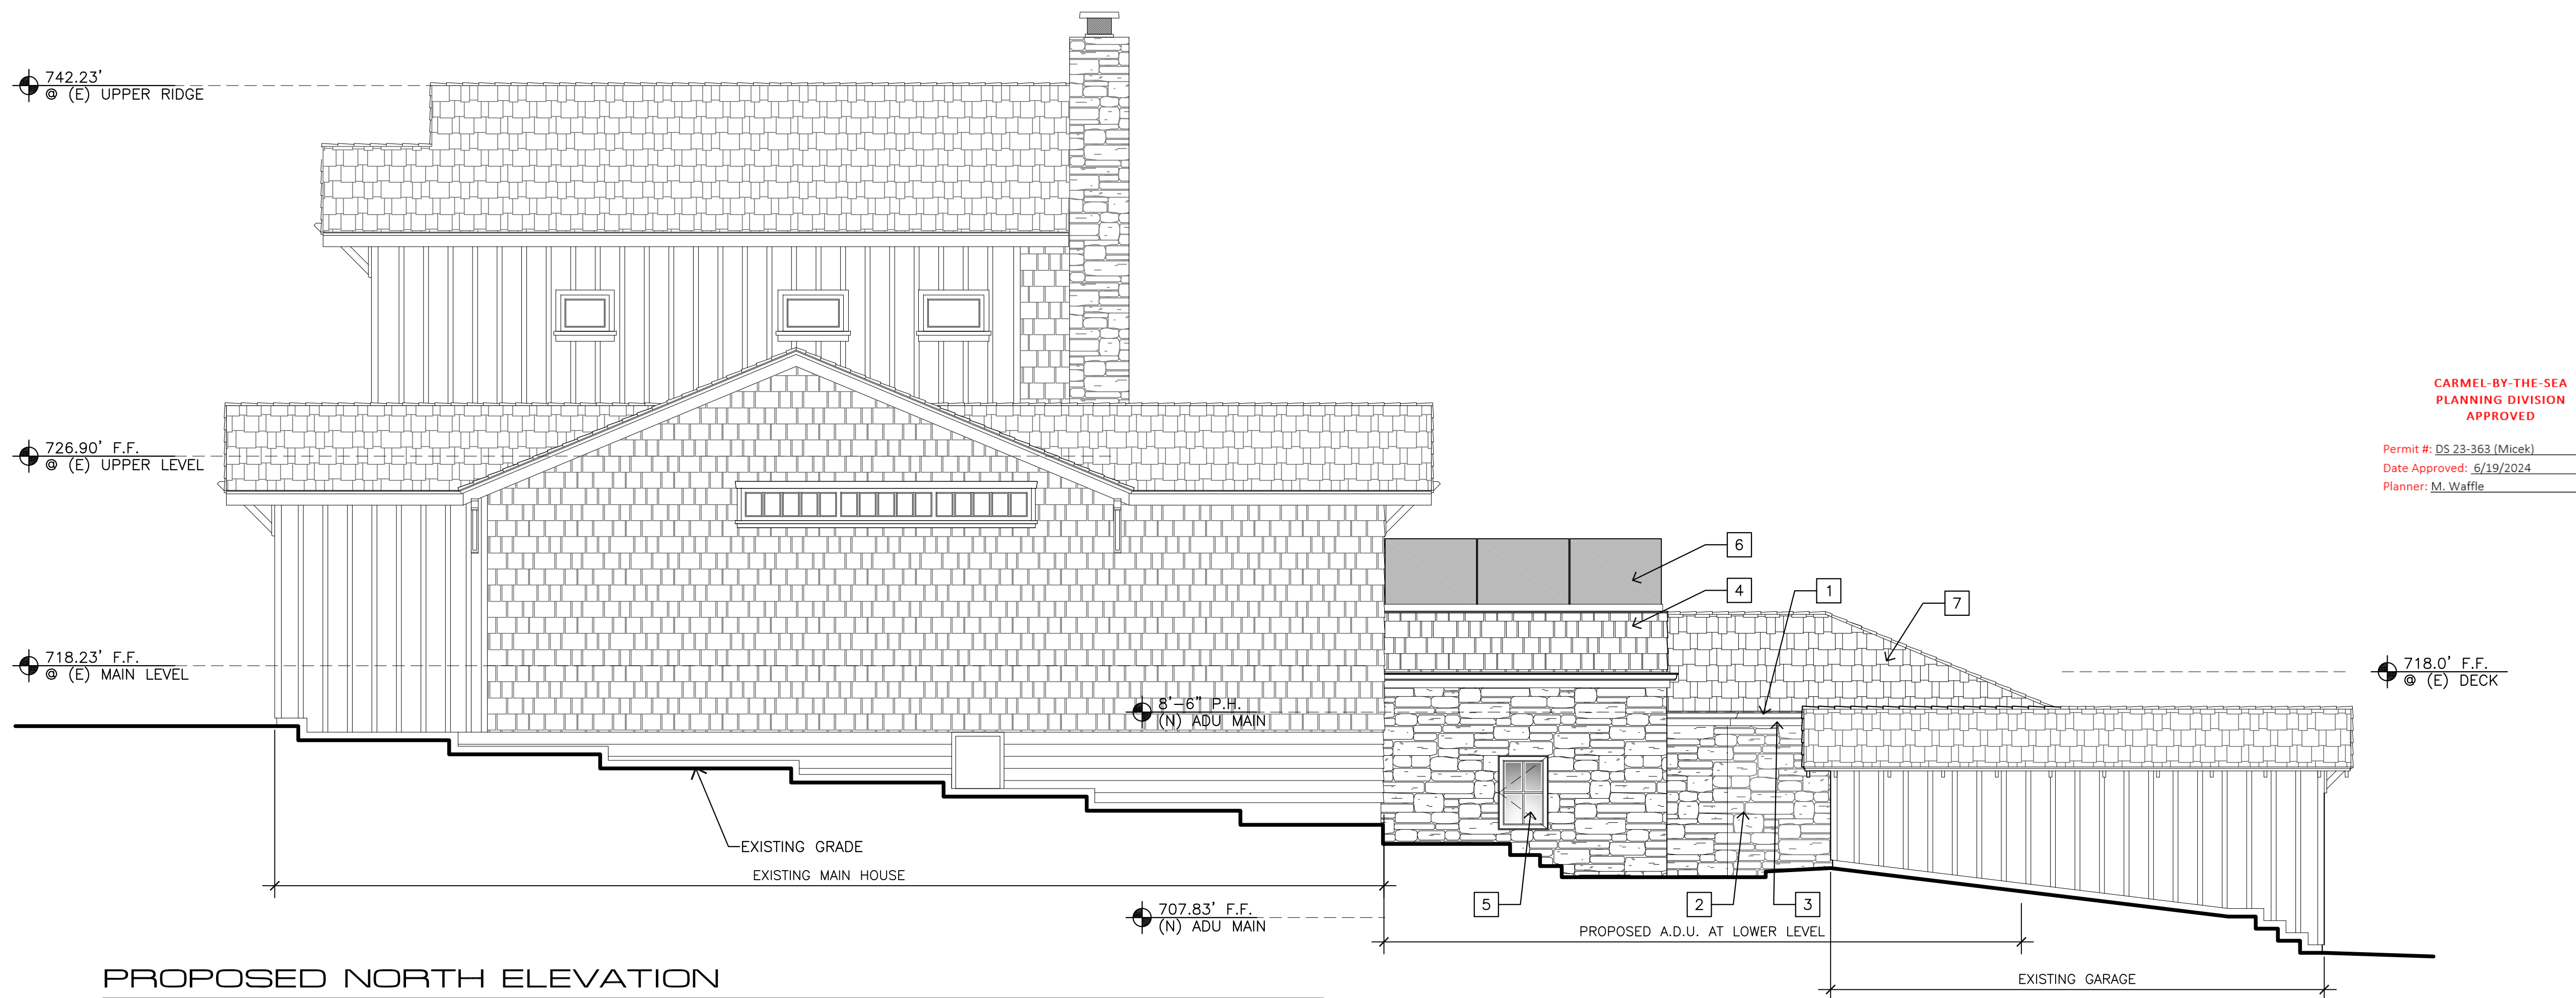 742.23'
@ (E) UPPER RIDGE
CARMEL-BY-THE-SEA
PLANNING DIVISION
APPROVED
Permit #: DS 23-363 (Micek)
Date Approved: 6/19/2024
Planner: M. Waffle
726.90' F.F.
@ (E) UPPER LEVEL
6
4
1
7
718.23' F.F.
@ (E) MAIN LEVEL
718.0' F.F.
@ (E) DECK
8'-6" P.H.
(N) ADU MAIN
EXISTING GRADE
EXISTING MAIN HOUSE
5
2
3
707.83' F.F.
(N) ADU MAIN
PROPOSED A.D.U. AT LOWER LEVEL
EXISTING GARAGE
PROPOSED NORTH ELEVATION